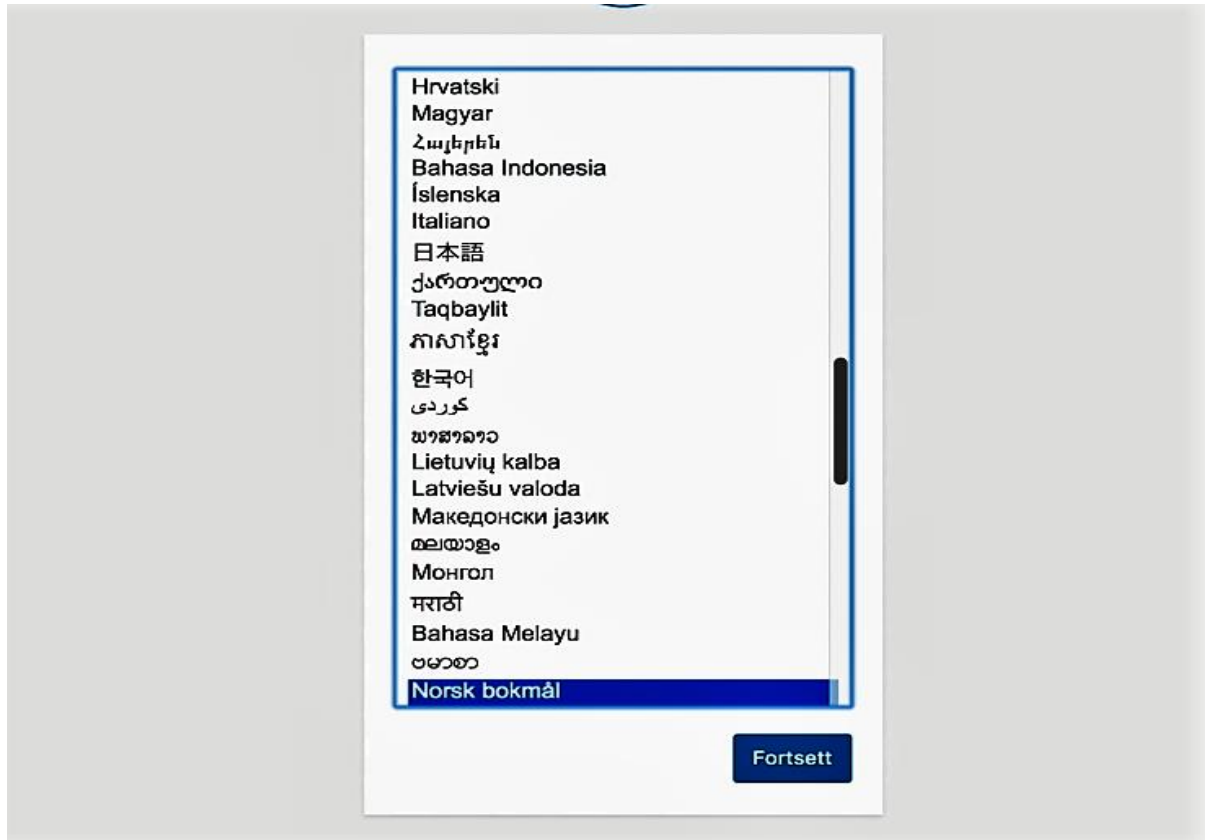 Hrvatski
Magyar
Հայերեն
Bahasa Indonesia
Íslenska
Italiano
日本語
ქართული
Taqbaylit
ភាសាខ្មែរ
한국어
كوردی
ພາສາລາວ
Lietuvių kalba
Latviešu valoda
Македонски јазик
മലയാളം
Монгол
मराठी
Bahasa Melayu
ဗမာစာ
Norsk bokmål
Fortsett